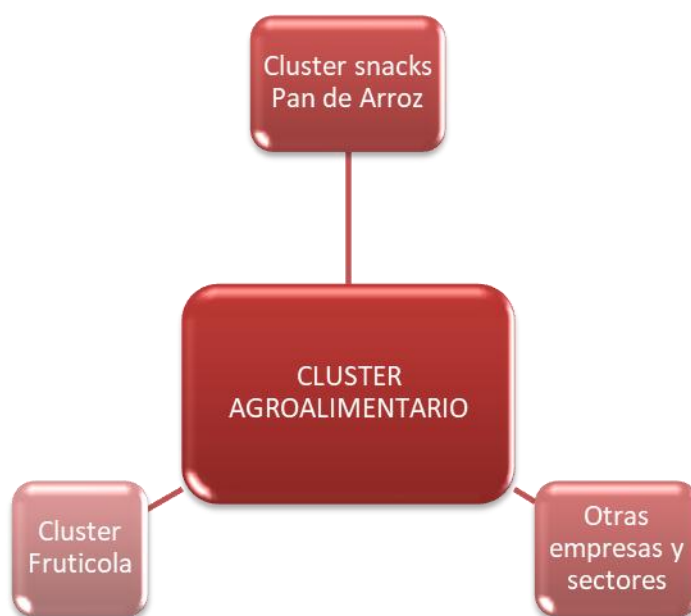 Cluster snacks
Pan de Arroz
CLUSTER
AGROALIMENTARIO
Cluster
Fruticola
Otras
empresas y
sectores